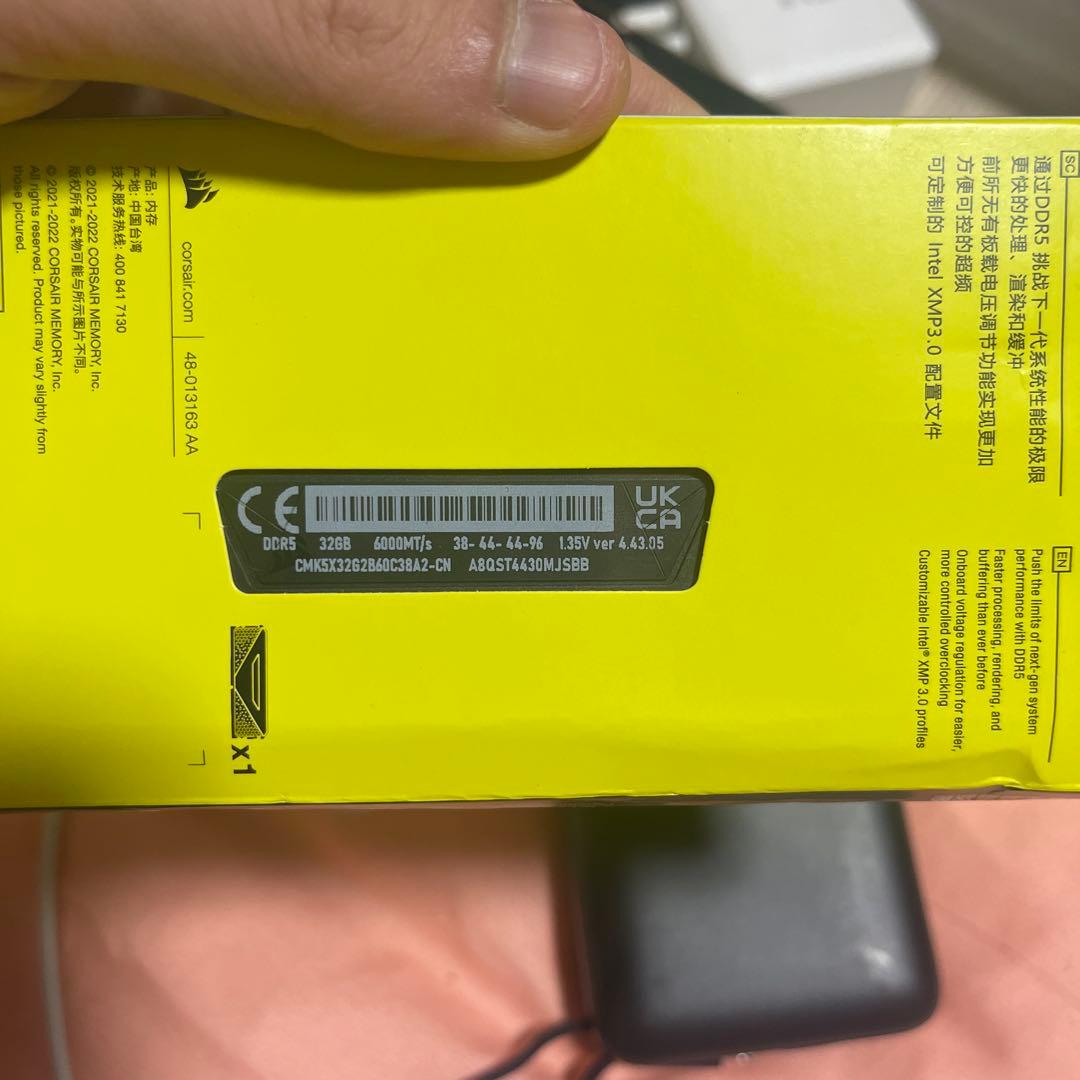 SC
通过DDR5 挑战下一代系统性能的极限
更快的处理、渲染和缓冲
前所无有板载电压调节功能实现更加
方便可控的超频
可定制的 Intel XMP3.0 配置文件
EN
Push the limits of next-gen system
performance with DDR5
Faster processing, rendering, and
buffering than ever before
Onboard voltage regulation for easier,
more controlled overclocking
Customizable Intel® XMP 3.0 profiles
CE
UK
CA
DDR5 32GB 6000MT/s 38-44-44-96 1.35V ver 4.43.05
CMK5X32G2B60C38A2-CN A8QST4430MJSBB
X1
corsair.com
48-013163 AA
产品: 内存
产地: 中国台湾
技术服务热线: 400 841 7130
© 2021-2022 CORSAIR MEMORY, Inc.
版权所有。实物可能与所示图片不同。
© 2021-2022 CORSAIR MEMORY, Inc.
All rights reserved. Product may vary slightly from
those pictured.